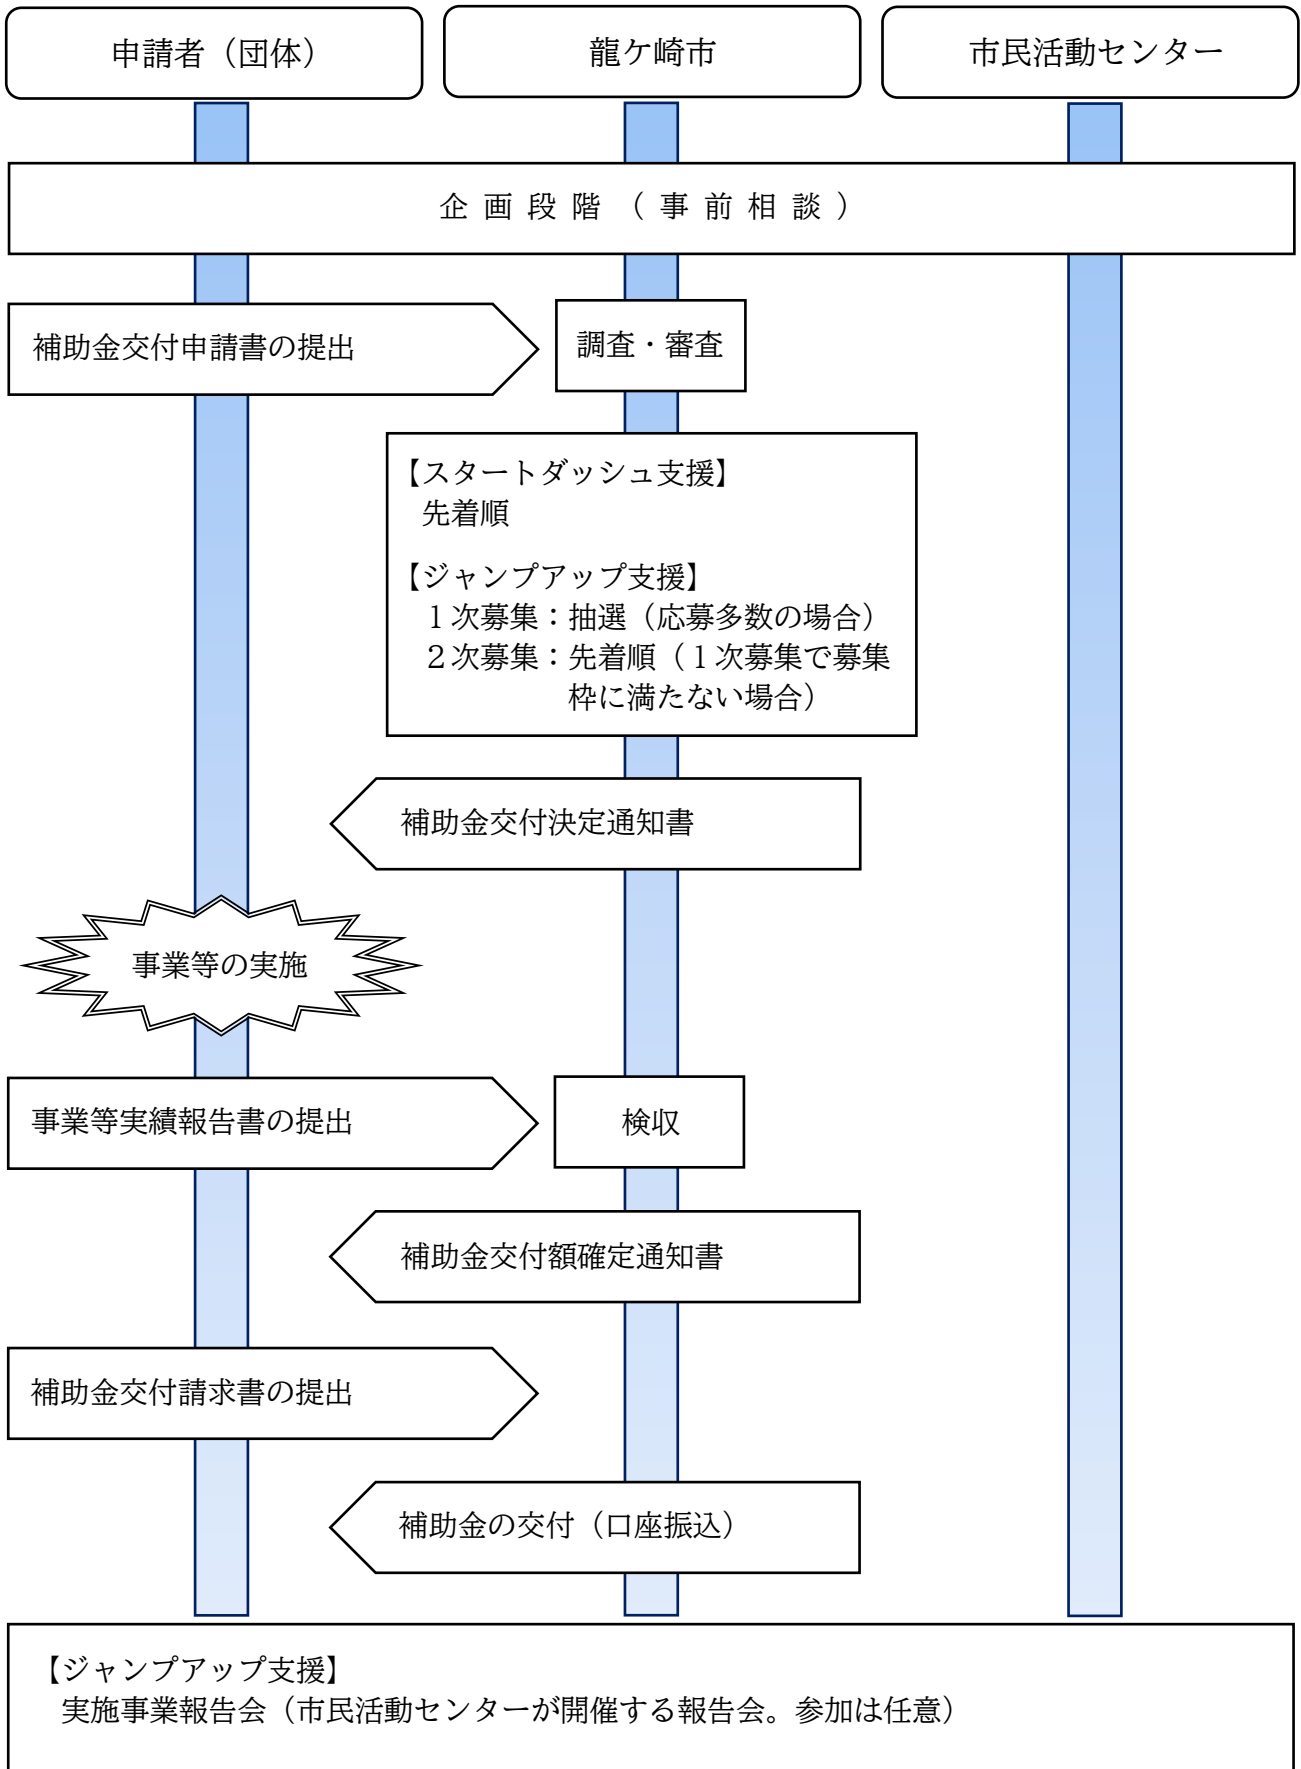 申請者（団体）
龍ケ崎市
市民活動センター
企画段階（事前相談）
補助金交付申請書の提出
調査・審査
【スタートダッシュ支援】
先着順
【ジャンプアップ支援】
１次募集：抽選（応募多数の場合）
２次募集：先着順（１次募集で募集
枠に満たない場合）
補助金交付決定通知書
事業等の実施
事業等実績報告書の提出
検収
補助金交付額確定通知書
補助金交付請求書の提出
補助金の交付（口座振込）
【ジャンプアップ支援】
実施事業報告会（市民活動センターが開催する報告会。参加は任意）